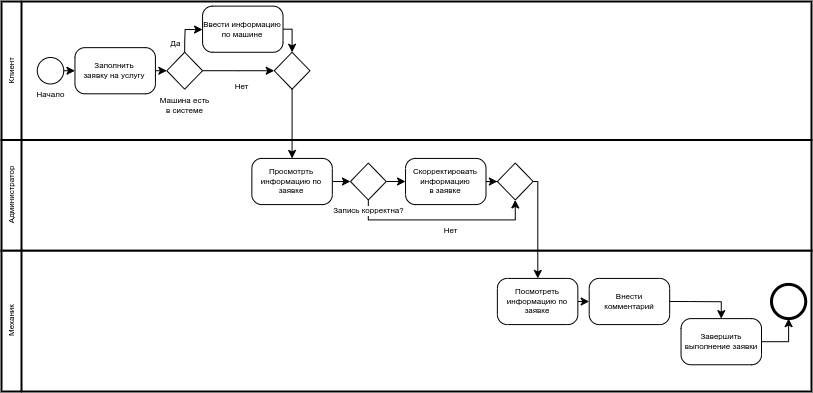 Клиент
Начало
Заполнить
заявку на услугу
Да
Ввести информацию
по машине
Машина есть
в системе
Нет
Администратор
Просмотрть
информацию по
заявке
Запись корректна?
Скорректировать
информацию
в заявке
Нет
Механик
Посмотреть
информацию по
заявке
Внести
комментарий
Завершить
выполнение заявки